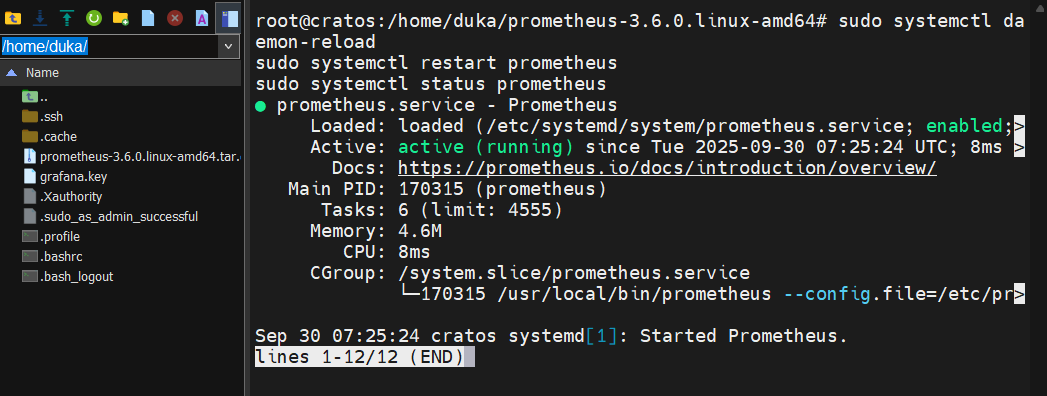 /home/duka/
Name
..
.ssh
.cache
prometheus-3.6.0.linux-amd64.tar.
grafana.key
.Xauthority
.sudo_as_admin_successful
.profile
.bashrc
.bash_logout
root@cratos:/home/duka/prometheus-3.6.0.linux-amd64# sudo systemctl da
emon-reload
sudo systemctl restart prometheus
sudo systemctl status prometheus
● prometheus.service - Prometheus
Loaded: loaded (/etc/systemd/system/prometheus.service; enabled;>
Active: active (running) since Tue 2025-09-30 07:25:24 UTC; 8ms >
Docs: https://prometheus.io/docs/introduction/overview/
Main PID: 170315 (prometheus)
Tasks: 6 (limit: 4555)
Memory: 4.6M
CPU: 8ms
CGroup: /system.slice/prometheus.service
└─170315 /usr/local/bin/prometheus --config.file=/etc/pr>
Sep 30 07:25:24 cratos systemd[1]: Started Prometheus.
lines 1-12/12 (END)